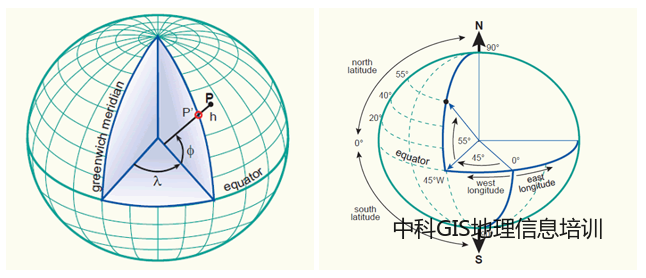 greenwich meridian
P
P'
h
ϕ
λ
equator
N
90°
north
latitude
55°
40°
20°
0°
55°
45°
0°
equator
45°W
west
longitude
east
longitude
south
latitude
中科GIS地理信息培训
S